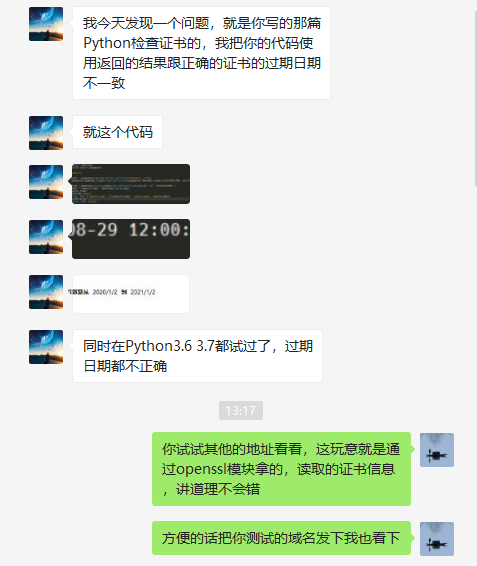 我今天发现一个问题，就是你写的那篇
Python检查证书的，我把你的代码使
用返回的结果跟正确的证书的过期日期
不一致
就这个代码
08-29 12:00:
2020/1/2 到 2021/1/2
同时在Python3.6 3.7都试过了，过期
日期都不正确
13:17
你试试其他的地址看看，这玩意就是通
过openssl模块拿的，读取的证书信息
，讲道理不会错
方便的话把你测试的域名发下我也看下